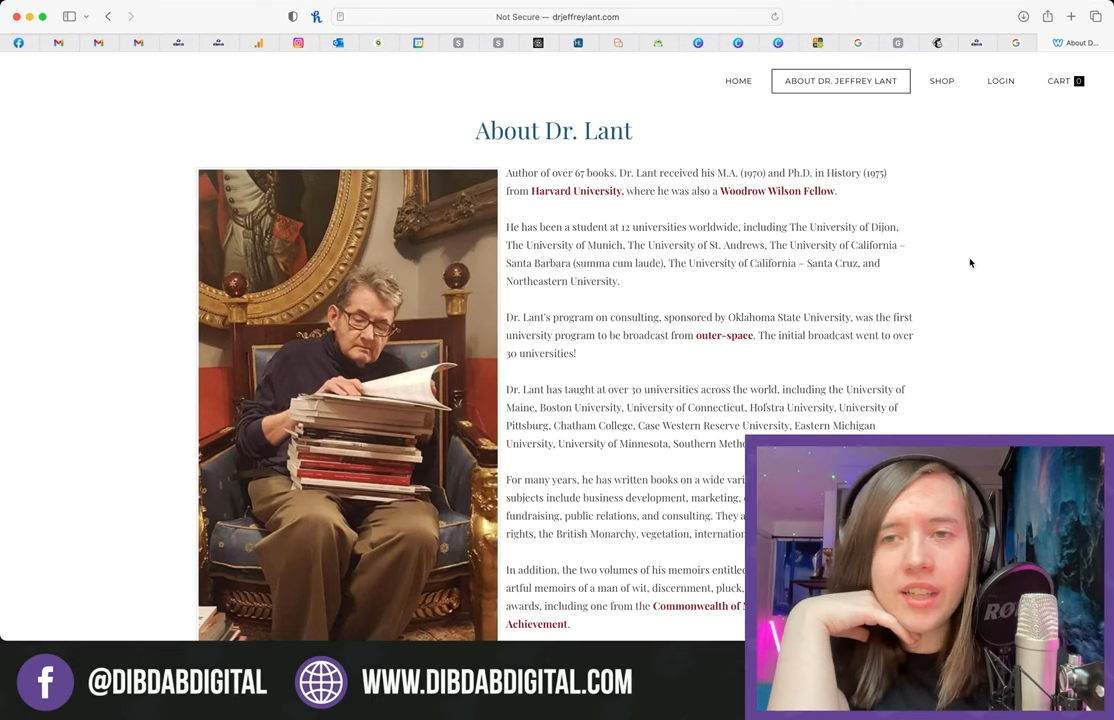 Not Secure — drjeffreylant.com
About D...
HOME
ABOUT DR. JEFFREY LANT
SHOP
LOGIN
CART 0
About Dr. Lant
Author of over 67 books. Dr. Lant received his M.A. (1970) and Ph.D. in History (1975)
from Harvard University, where he was also a Woodrow Wilson Fellow.
He has been a student at 12 universities worldwide, including The University of Dijon,
The University of Munich, The University of St. Andrews, The University of California –
Santa Barbara (summa cum laude), The University of California – Santa Cruz, and
Northeastern University.
Dr. Lant's program on consulting, sponsored by Oklahoma State University, was the first
university program to be broadcast from outer-space. The initial broadcast went to over
30 universities!
Dr. Lant has taught at over 30 universities across the world, including the University of
Maine, Boston University, University of Connecticut, Hofstra University, University of
Pittsburg, Chatham College, Case Western Reserve University, Eastern Michigan
University, University of Minnesota, Southern Meth
For many years, he has written books on a wide vari
subjects include business development, marketing,
fundraising, public relations, and consulting. They a
rights, the British Monarchy, vegetation, internation
In addition, the two volumes of his memoirs entitled
artful memoirs of a man of wit, discernment, pluck,
awards, including one from the Commonwealth of
Achievement.
@DIBDABDIGITAL
WWW.DIBDABDIGITAL.COM